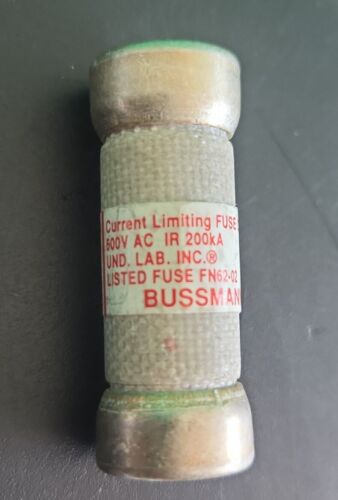 Current Limiting FUSE
600V AC IR 200kA
UND. LAB. INC.®
LISTED FUSE FN62-02
BUSSMAN